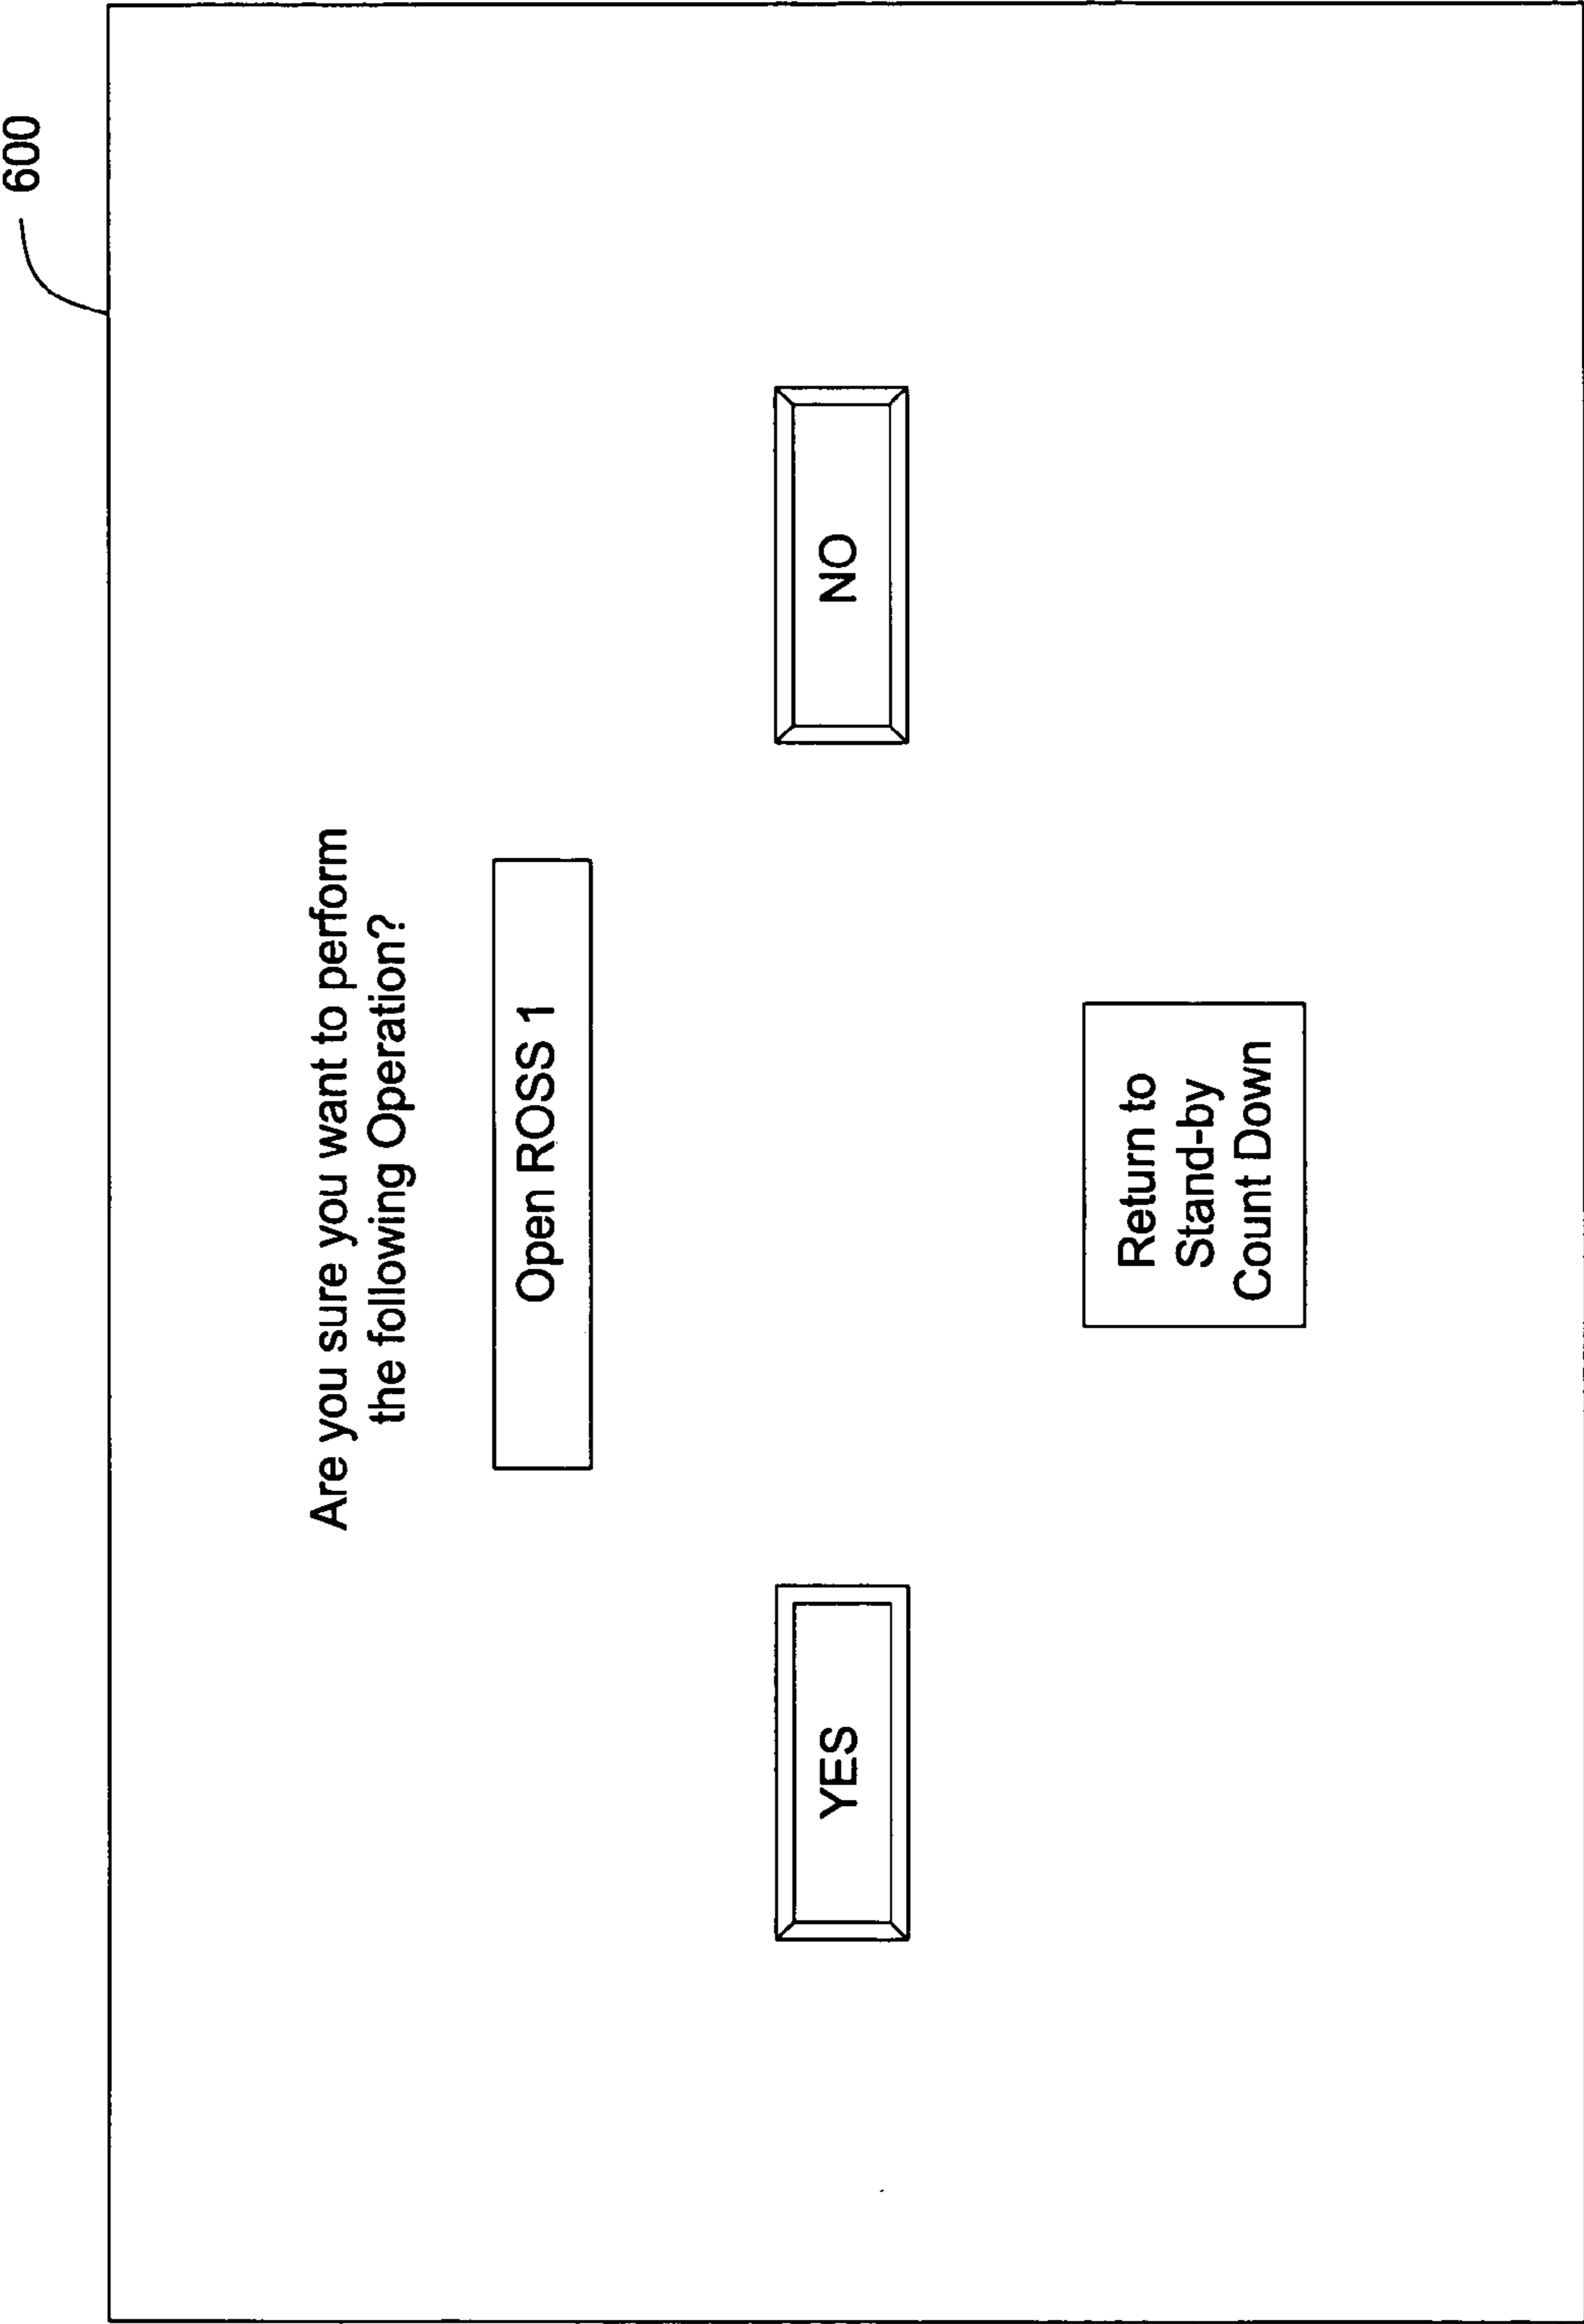 600
Are you sure you want to perform
the following Operation?
Open ROSS 1
YES
NO
Return to
Stand-by
Count Down